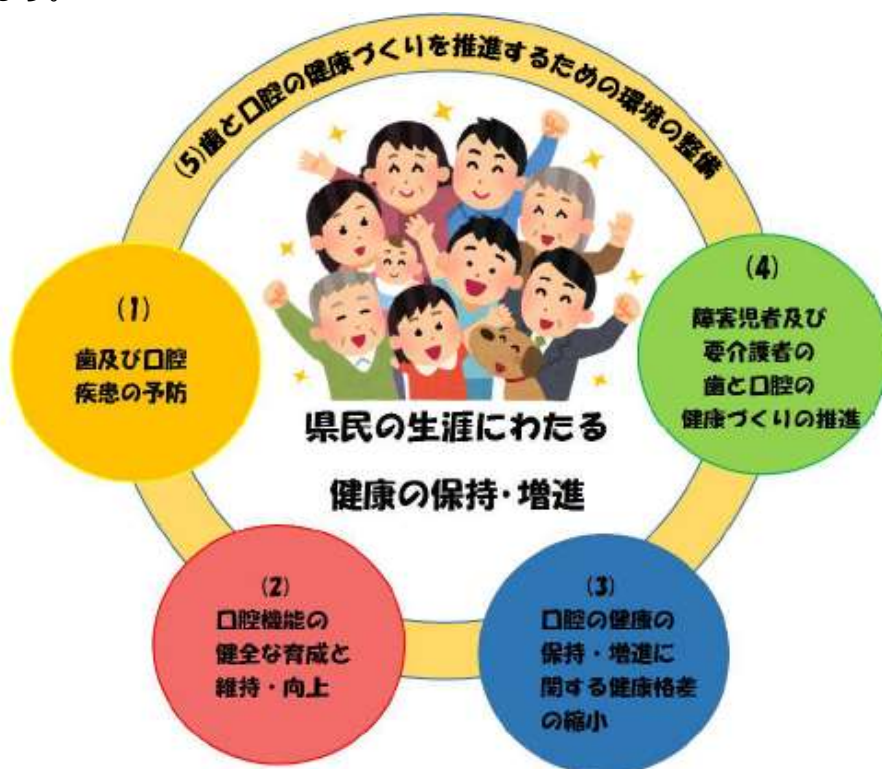 ます。
(5)歯と口腔の健康づくりを推進するための環境の整備
(1)
歯及び口腔
疾患の予防
(4)
障害児者及び
要介護者の
歯と口腔の
健康づくりの推進
県民の生涯にわたる
健康の保持・増進
(2)
口腔機能の
健全な育成と
維持・向上
(3)
口腔の健康の
保持・増進に
関する健康格差
の縮小